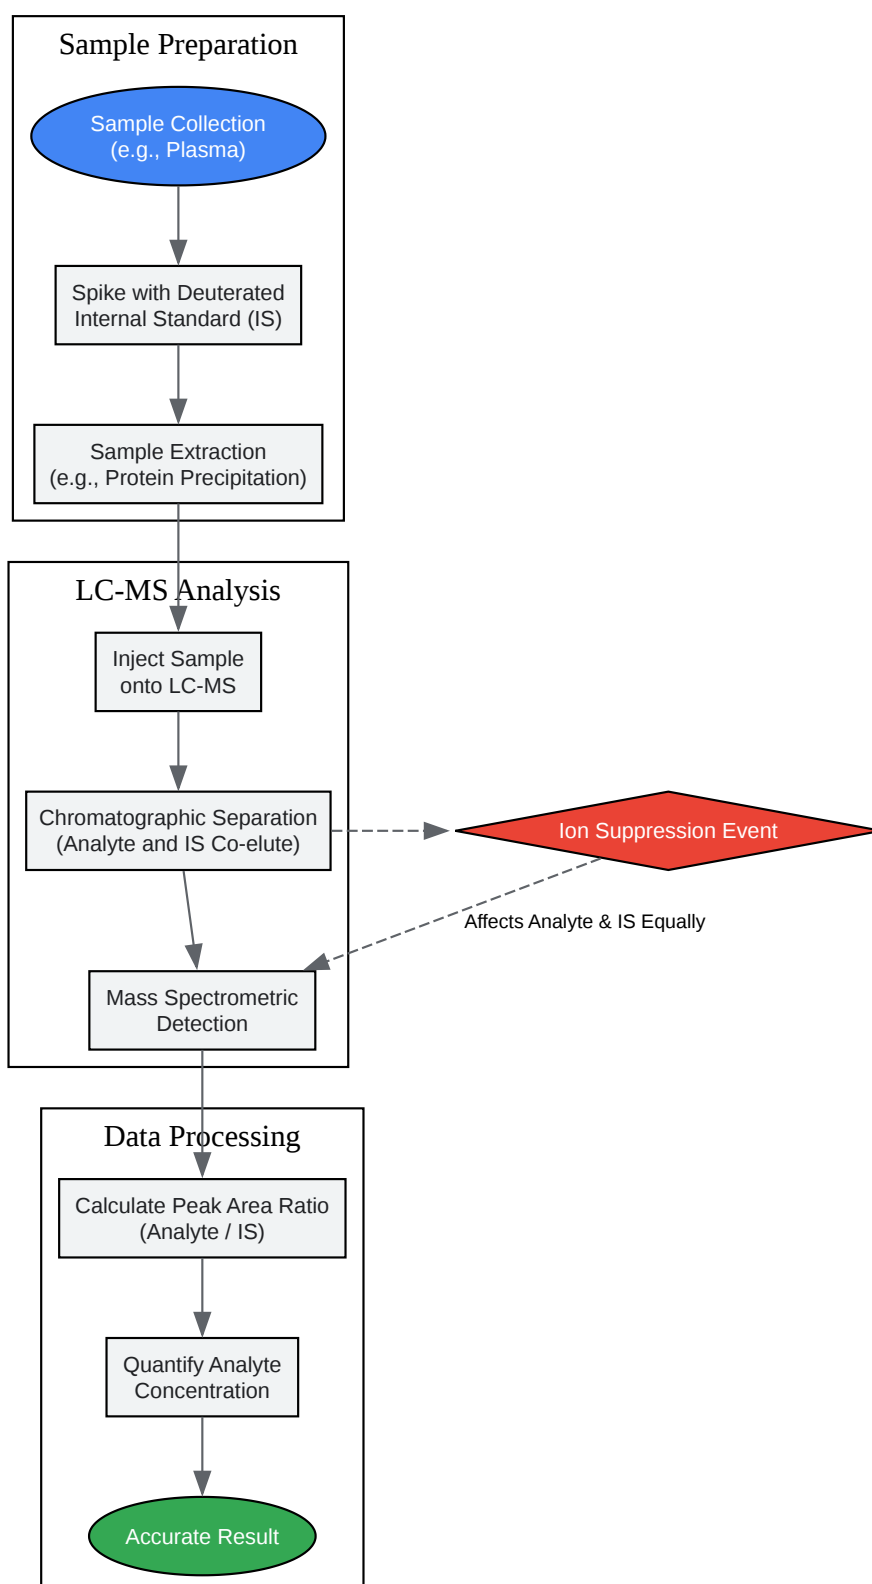 Sample Preparation
Sample Collection
(e.g., Plasma)
Spike with Deuterated
Internal Standard (IS)
Sample Extraction
(e.g., Protein Precipitation)
LC-MS Analysis
Inject Sample
onto LC-MS
Chromatographic Separation
(Analyte and IS Co-elute)
Ion Suppression Event
Affects Analyte & IS Equally
Mass Spectrometric
Detection
Data Processing
Calculate Peak Area Ratio
(Analyte / IS)
Quantify Analyte
Concentration
Accurate Result